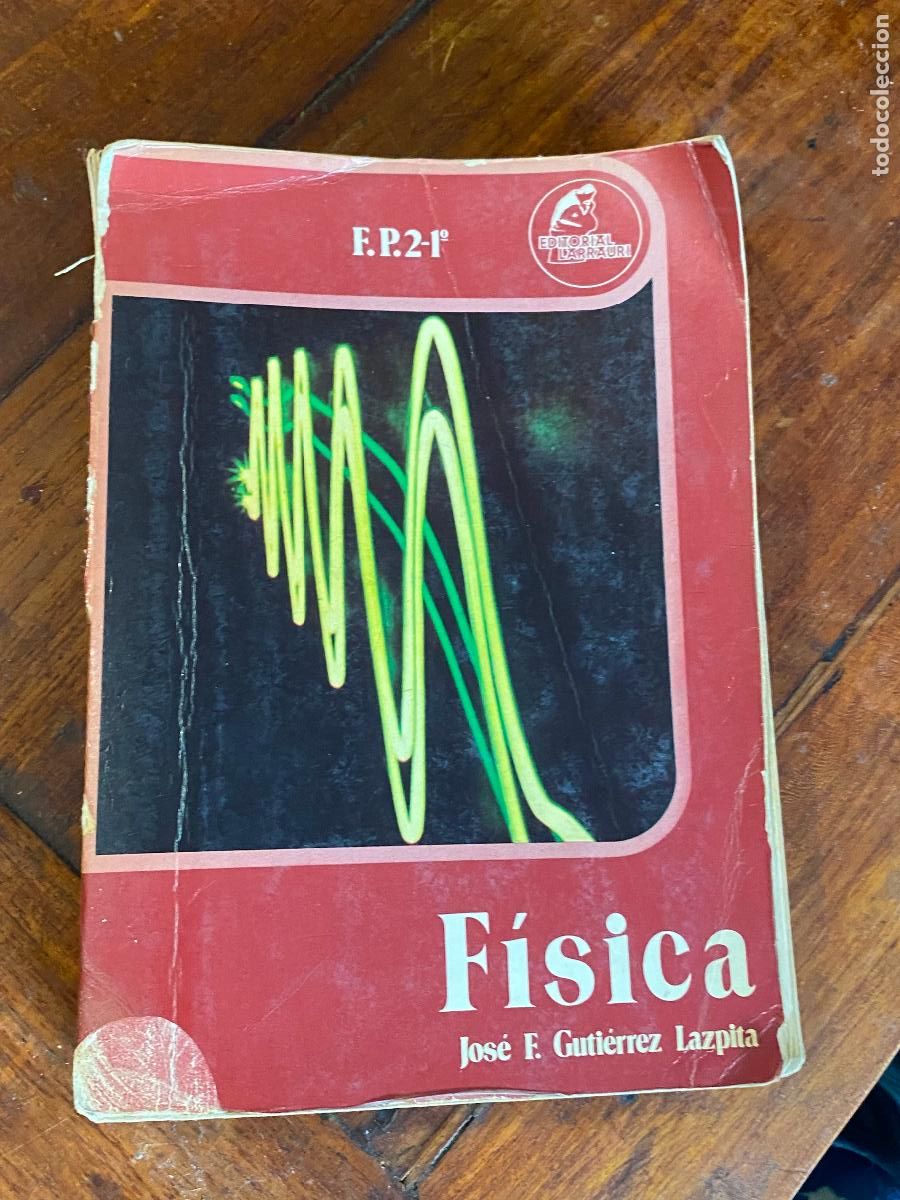 todocoleccion
F.P.2-1º
EDITORIAL
LARRAURI
Física
José F. Gutiérrez Lazpita